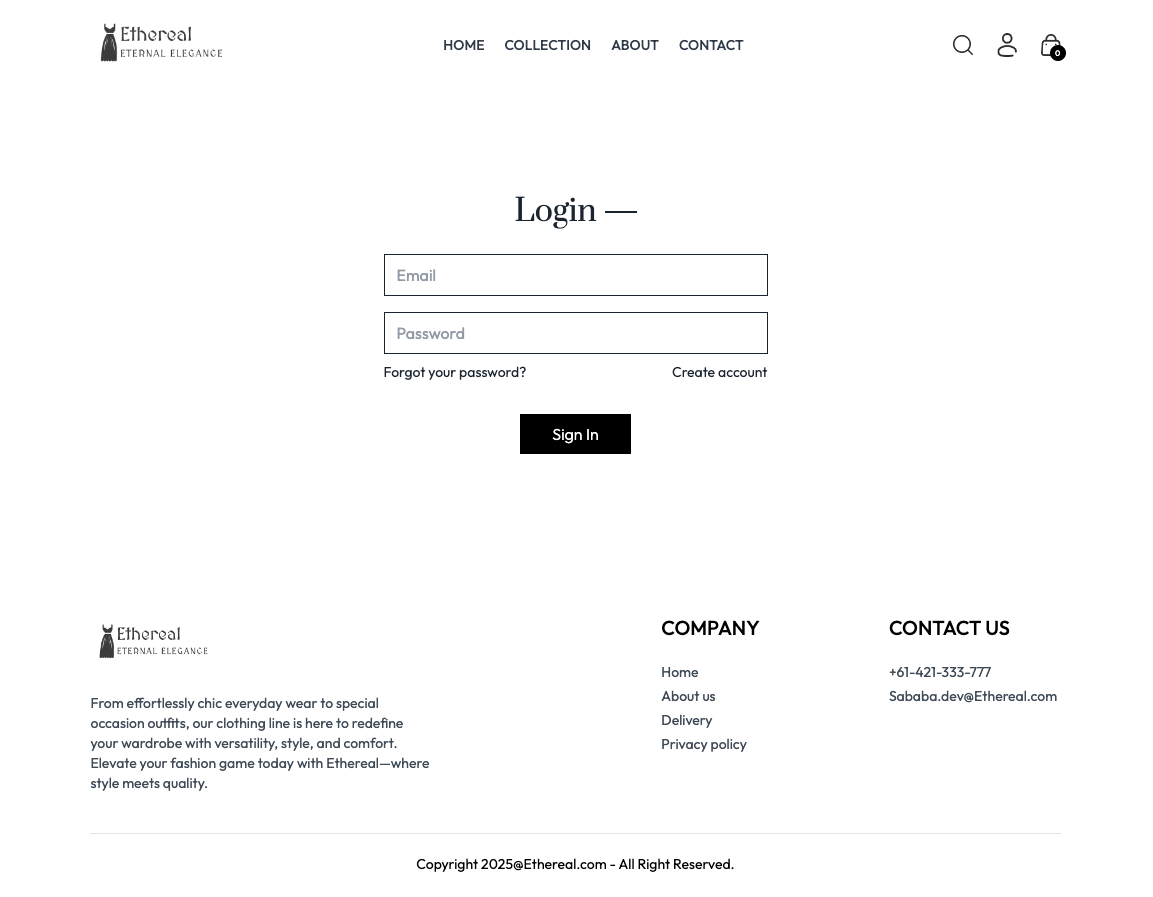 Ethereal
ETERNAL ELEGANCE
HOME COLLECTION ABOUT CONTACT
0
Login —
Email
Password
Forgot your password? Create account
Sign In
Ethereal
ETERNAL ELEGANCE
From effortlessly chic everyday wear to special
occasion outfits, our clothing line is here to redefine
your wardrobe with versatility, style, and comfort.
Elevate your fashion game today with Ethereal—where
style meets quality.
COMPANY
Home
About us
Delivery
Privacy policy
CONTACT US
+61-421-333-777
Sababa.dev@Ethereal.com
Copyright 2025@Ethereal.com - All Right Reserved.